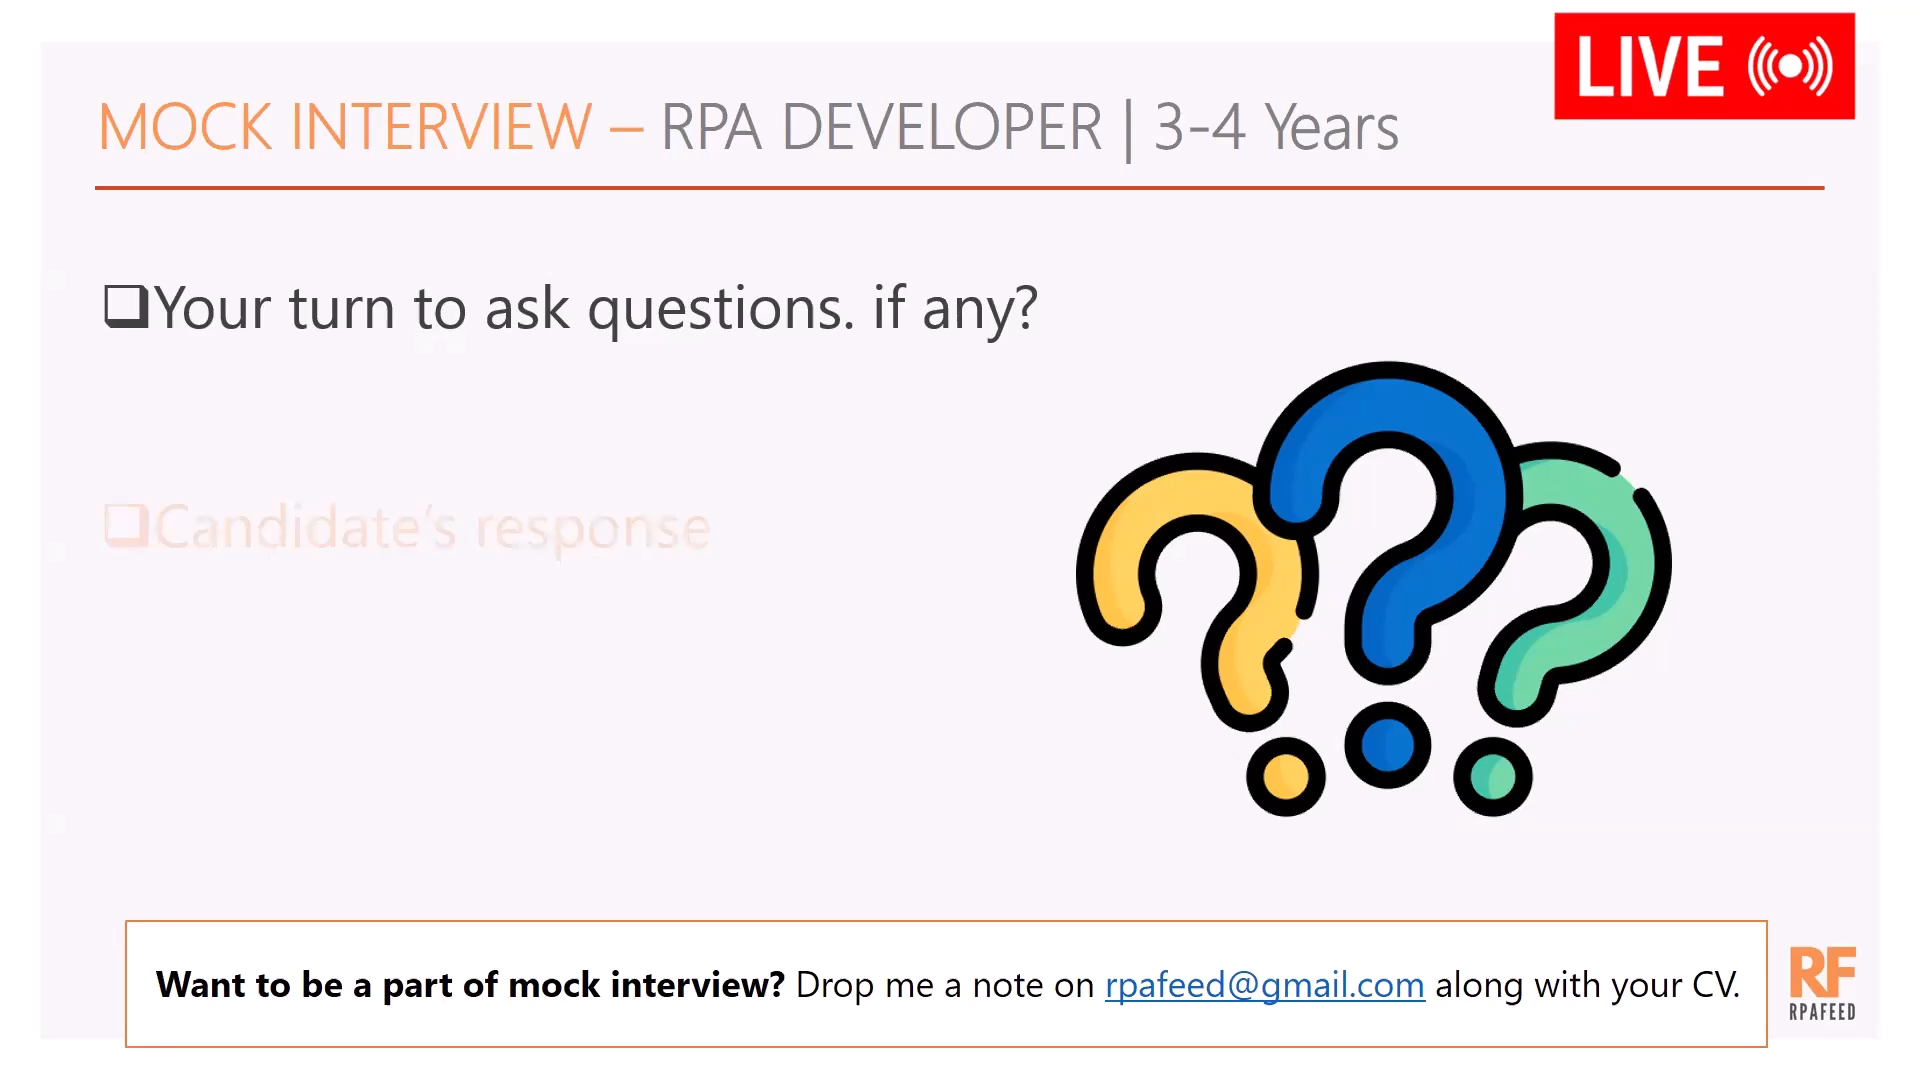 LIVE
MOCK INTERVIEW – RPA DEVELOPER | 3-4 Years
❑Your turn to ask questions. if any?
❑Candidate's response
Want to be a part of mock interview? Drop me a note on rpafeed@gmail.com along with your CV.
RF
RPAFEED